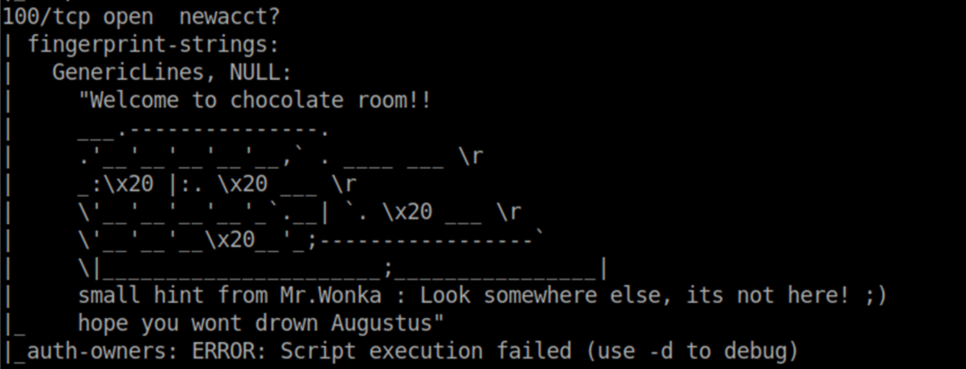 100/tcp open  newacct?
| fingerprint-strings:
|   GenericLines, NULL:
|     "Welcome to chocolate room!!
|     ___.---------------.
|     .'__'__'__'__'__,` . ____ ___ \r
|     _:\x20 |:. \x20 ___ \r
|     \'__'__'__'__'_`.__| `. \x20 ___ \r
|     \'__'__'__\x20__'_;-----------------`
|     \|______________________;________________|
|     small hint from Mr.Wonka : Look somewhere else, its not here! ;)
|_    hope you wont drown Augustus"
|_auth-owners: ERROR: Script execution failed (use -d to debug)